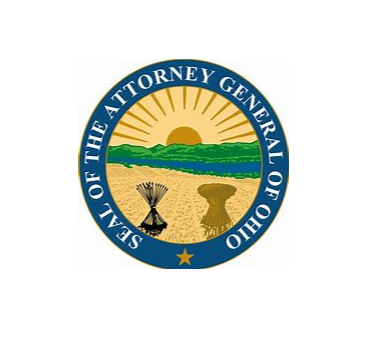 SEAL OF THE ATTORNEY GENERAL OF OHIO